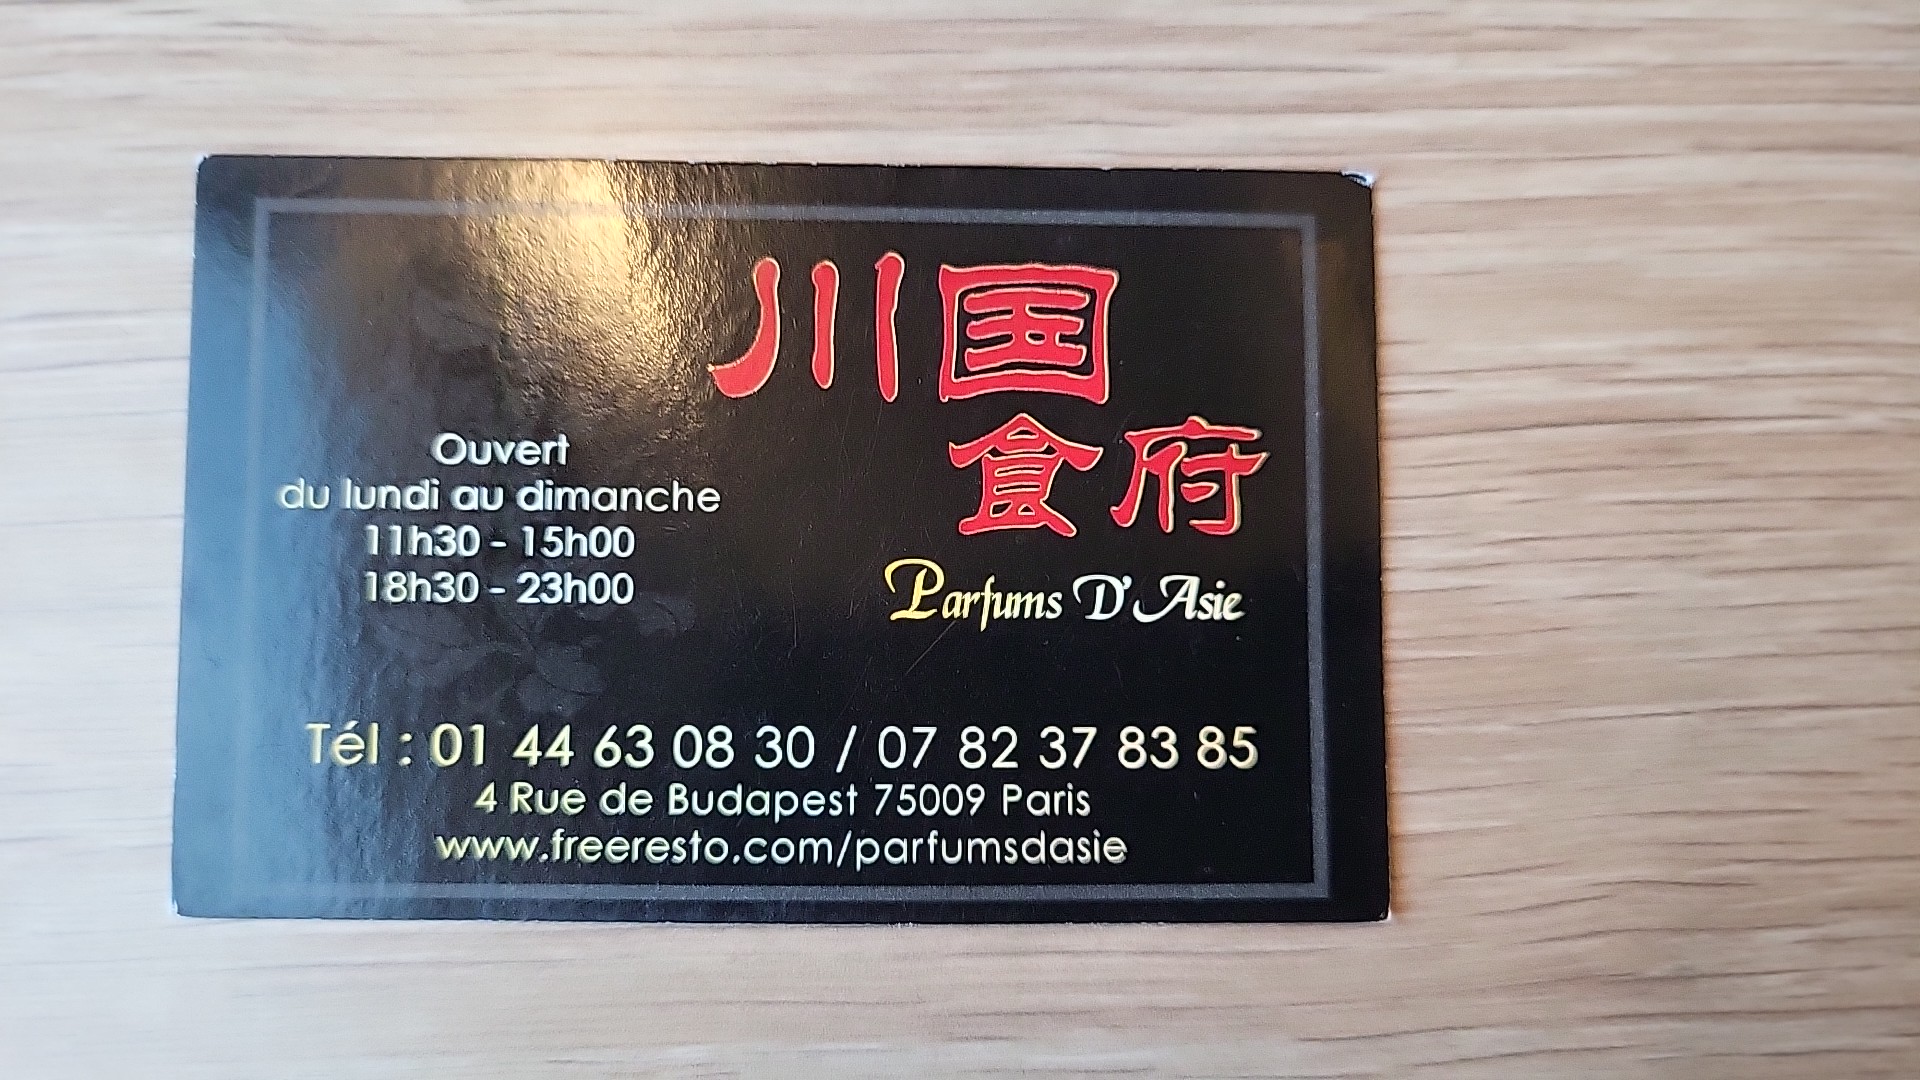 川国
食府
Parfums D'Asie
Ouvert
du lundi au dimanche
11h30 - 15h00
18h30 - 23h00
Tél : 01 44 63 08 30 / 07 82 37 83 85
4 Rue de Budapest 75009 Paris
www.freeresto.com/parfumsdasie